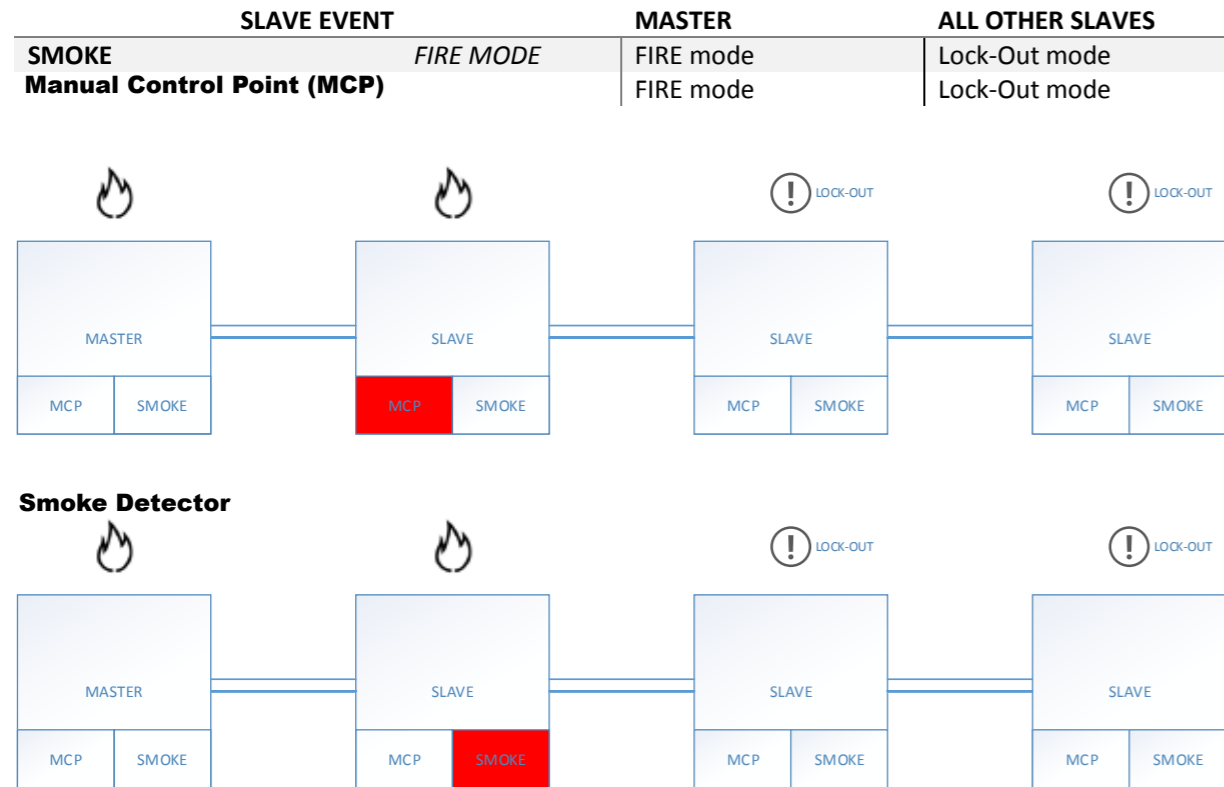 SLAVE EVENT MASTER ALL OTHER SLAVES
SMOKE FIRE MODE FIRE mode Lock-Out mode
Manual Control Point (MCP) FIRE mode Lock-Out mode
LOCK-OUT LOCK-OUT
MASTER SLAVE SLAVE SLAVE
MCP SMOKE MCP SMOKE MCP SMOKE MCP SMOKE
Smoke Detector
LOCK-OUT LOCK-OUT
MASTER SLAVE SLAVE SLAVE
MCP SMOKE MCP SMOKE MCP SMOKE MCP SMOKE